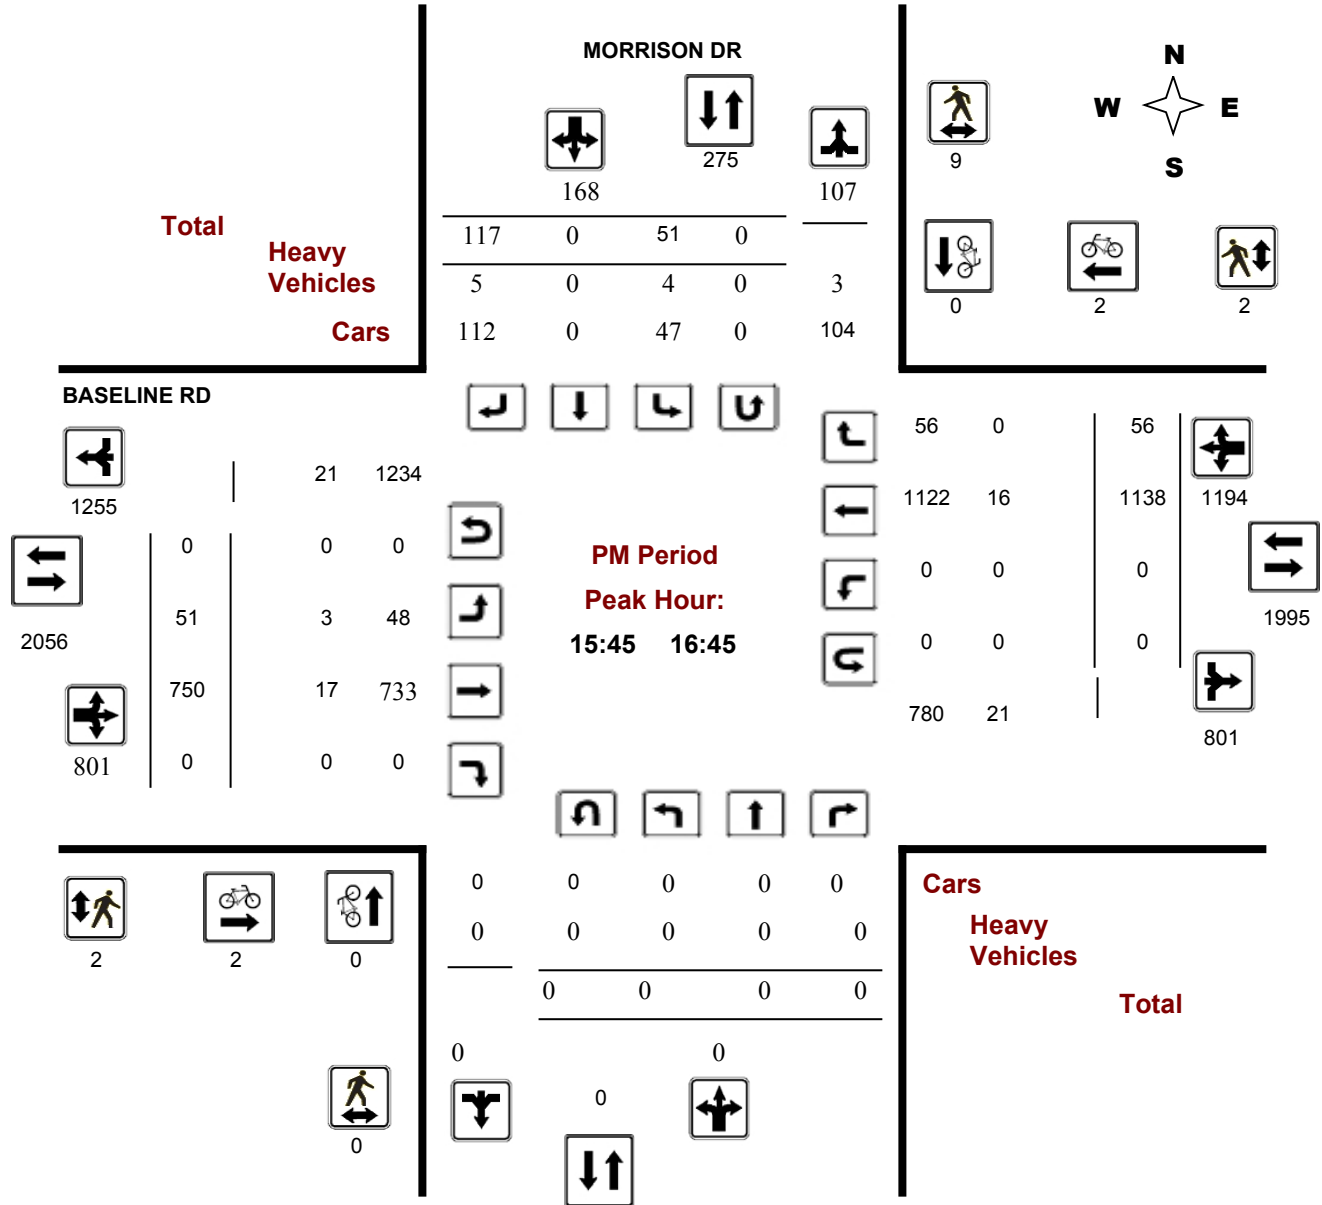 MORRISON DR
N
W E
S
275
9
168
107
Total
117 0 51 0
Heavy
Vehicles
5 0 4 0 3
0 2 2
Cars
112 0 47 0 104
BASELINE RD
56 0 56
21 1234
1255
1122 16 1138 1194
0 0 0
PM Period
0 0 0
51 3 48
Peak Hour:
1995
2056
15:45 16:45
0 0 0
750 17 733
780 21
801
801 0 0 0
0 0 0 0 0
Cars
0 0 0 0 0
Heavy
Vehicles
2 2 0
0 0 0 0
Total
0 0
0
0